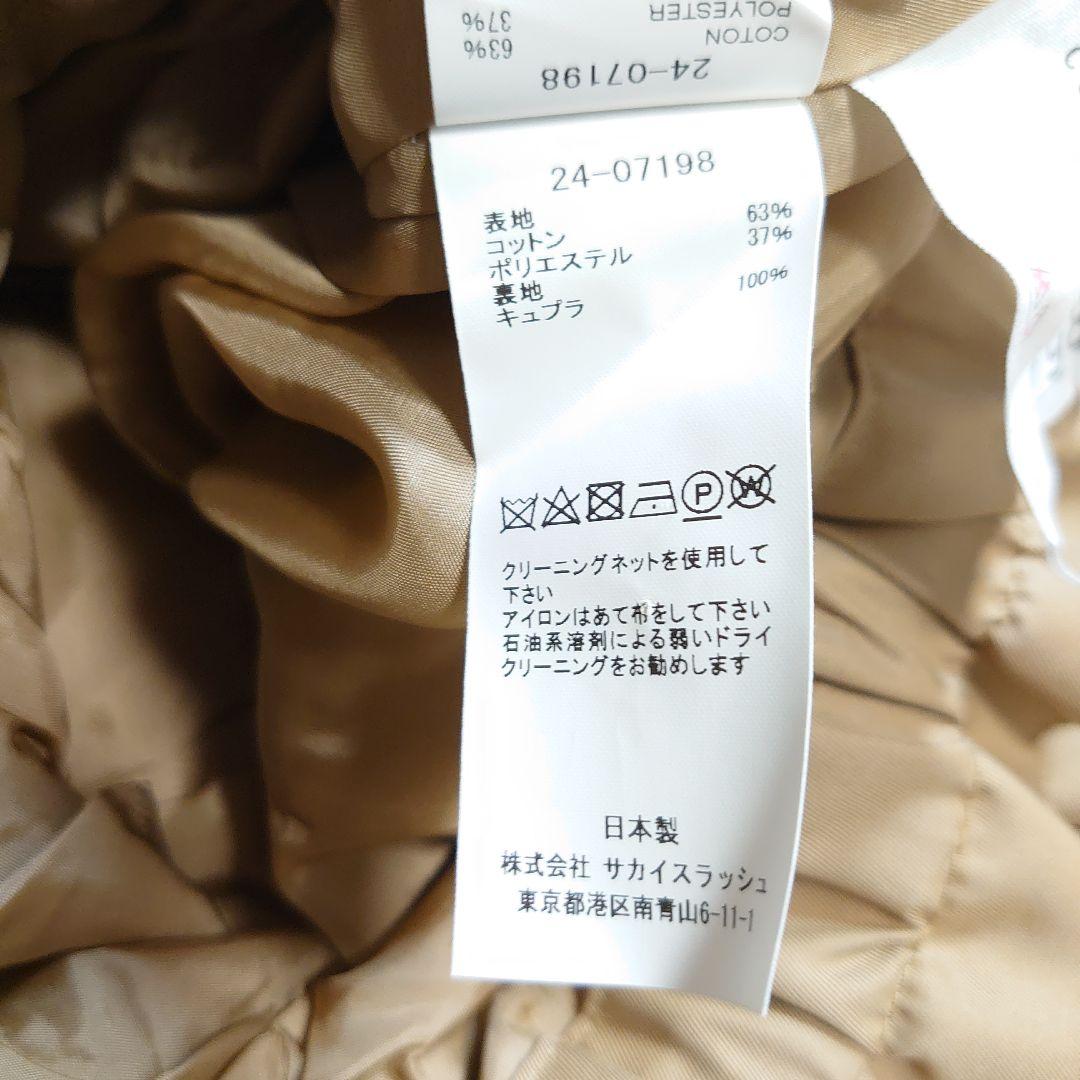 POLYESTER 37%
COTTON 63%
24-07198
24-07198
表地
コットン 63%
ポリエステル 37%
裏地
キュプラ 100%
P
W
クリーニングネットを使用して
下さい
アイロンはあて布をして下さい
石油系溶剤による弱いドライ
クリーニングをお勧めします
日本製
株式会社 サカイスラッシュ
東京都港区南青山6-11-1